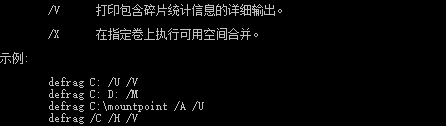 /V 打印包含碎片统计信息的详细输出。
/X 在指定卷上执行可用空间合并。
示例:
defrag C: /U /V
defrag C: D: /M
defrag C:\mountpoint /A /U
defrag /C /H /V